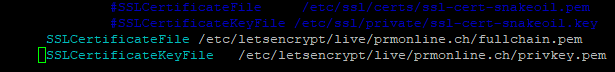 #SSLCertificateFile /etc/ssl/certs/ssl-cert-snakeoil.pem
#SSLCertificateKeyFile /etc/ssl/private/ssl-cert-snakeoil.key
SSLCertificateFile /etc/letsencrypt/live/prmonline.ch/fullchain.pem
SSLCertificateKeyFile /etc/letsencrypt/live/prmonline.ch/privkey.pem